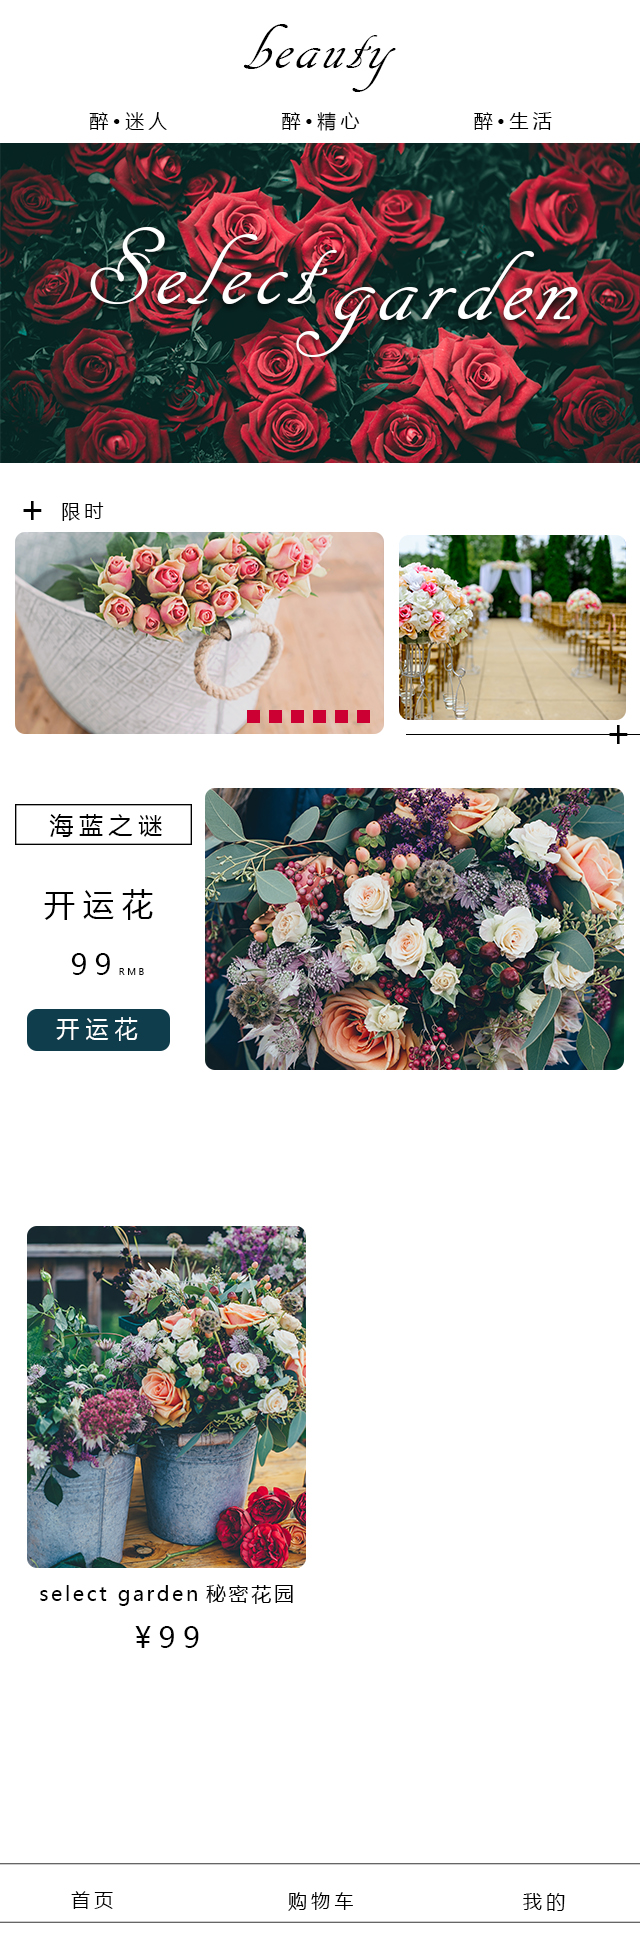 beauty
醉•迷人 醉•精心 醉•生活
Select garden
+ 限时
+
海蓝之谜
开运花
99 RMB
开运花
select garden 秘密花园
¥99
首页 购物车 我的